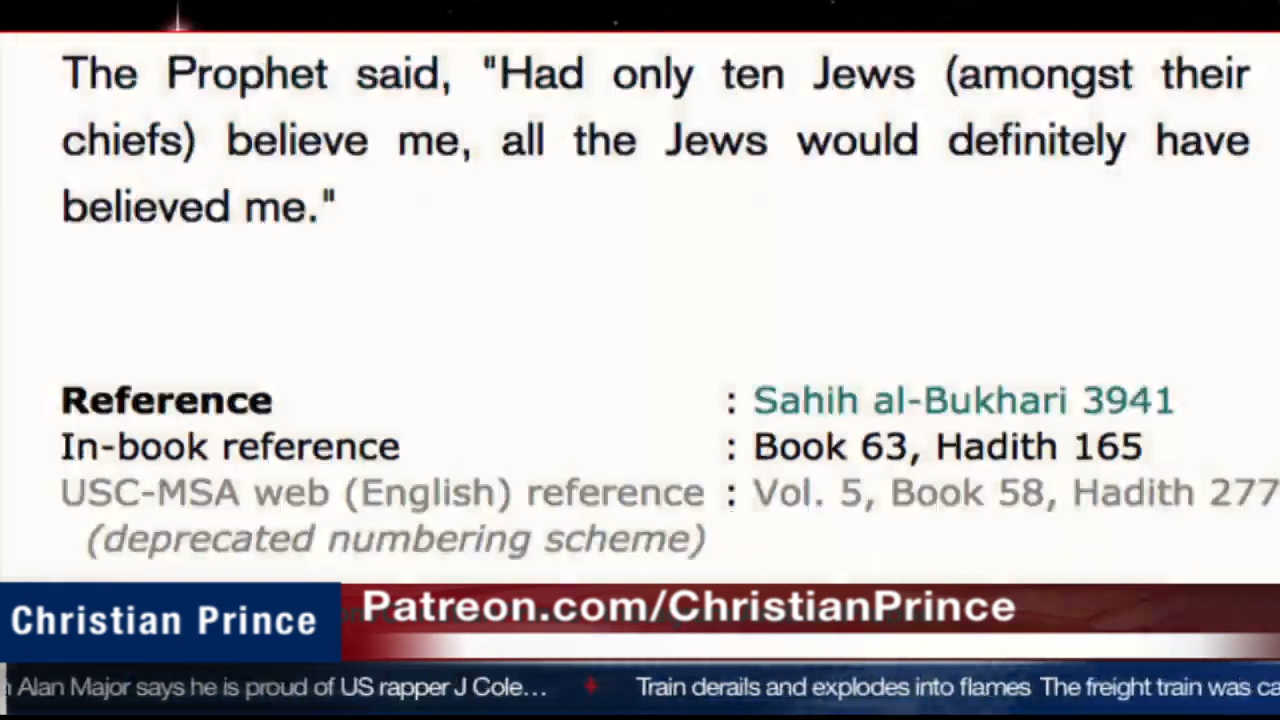 The Prophet said, "Had only ten Jews (amongst their
chiefs) believe me, all the Jews would definitely have
believed me."
Reference : Sahih al-Bukhari 3941
In-book reference : Book 63, Hadith 165
USC-MSA web (English) reference : Vol. 5, Book 58, Hadith 277
(deprecated numbering scheme)
Christian Prince
Patreon.com/ChristianPrince
Alan Major says he is proud of US rapper J Cole... Train derails and explodes into flames The freight train was